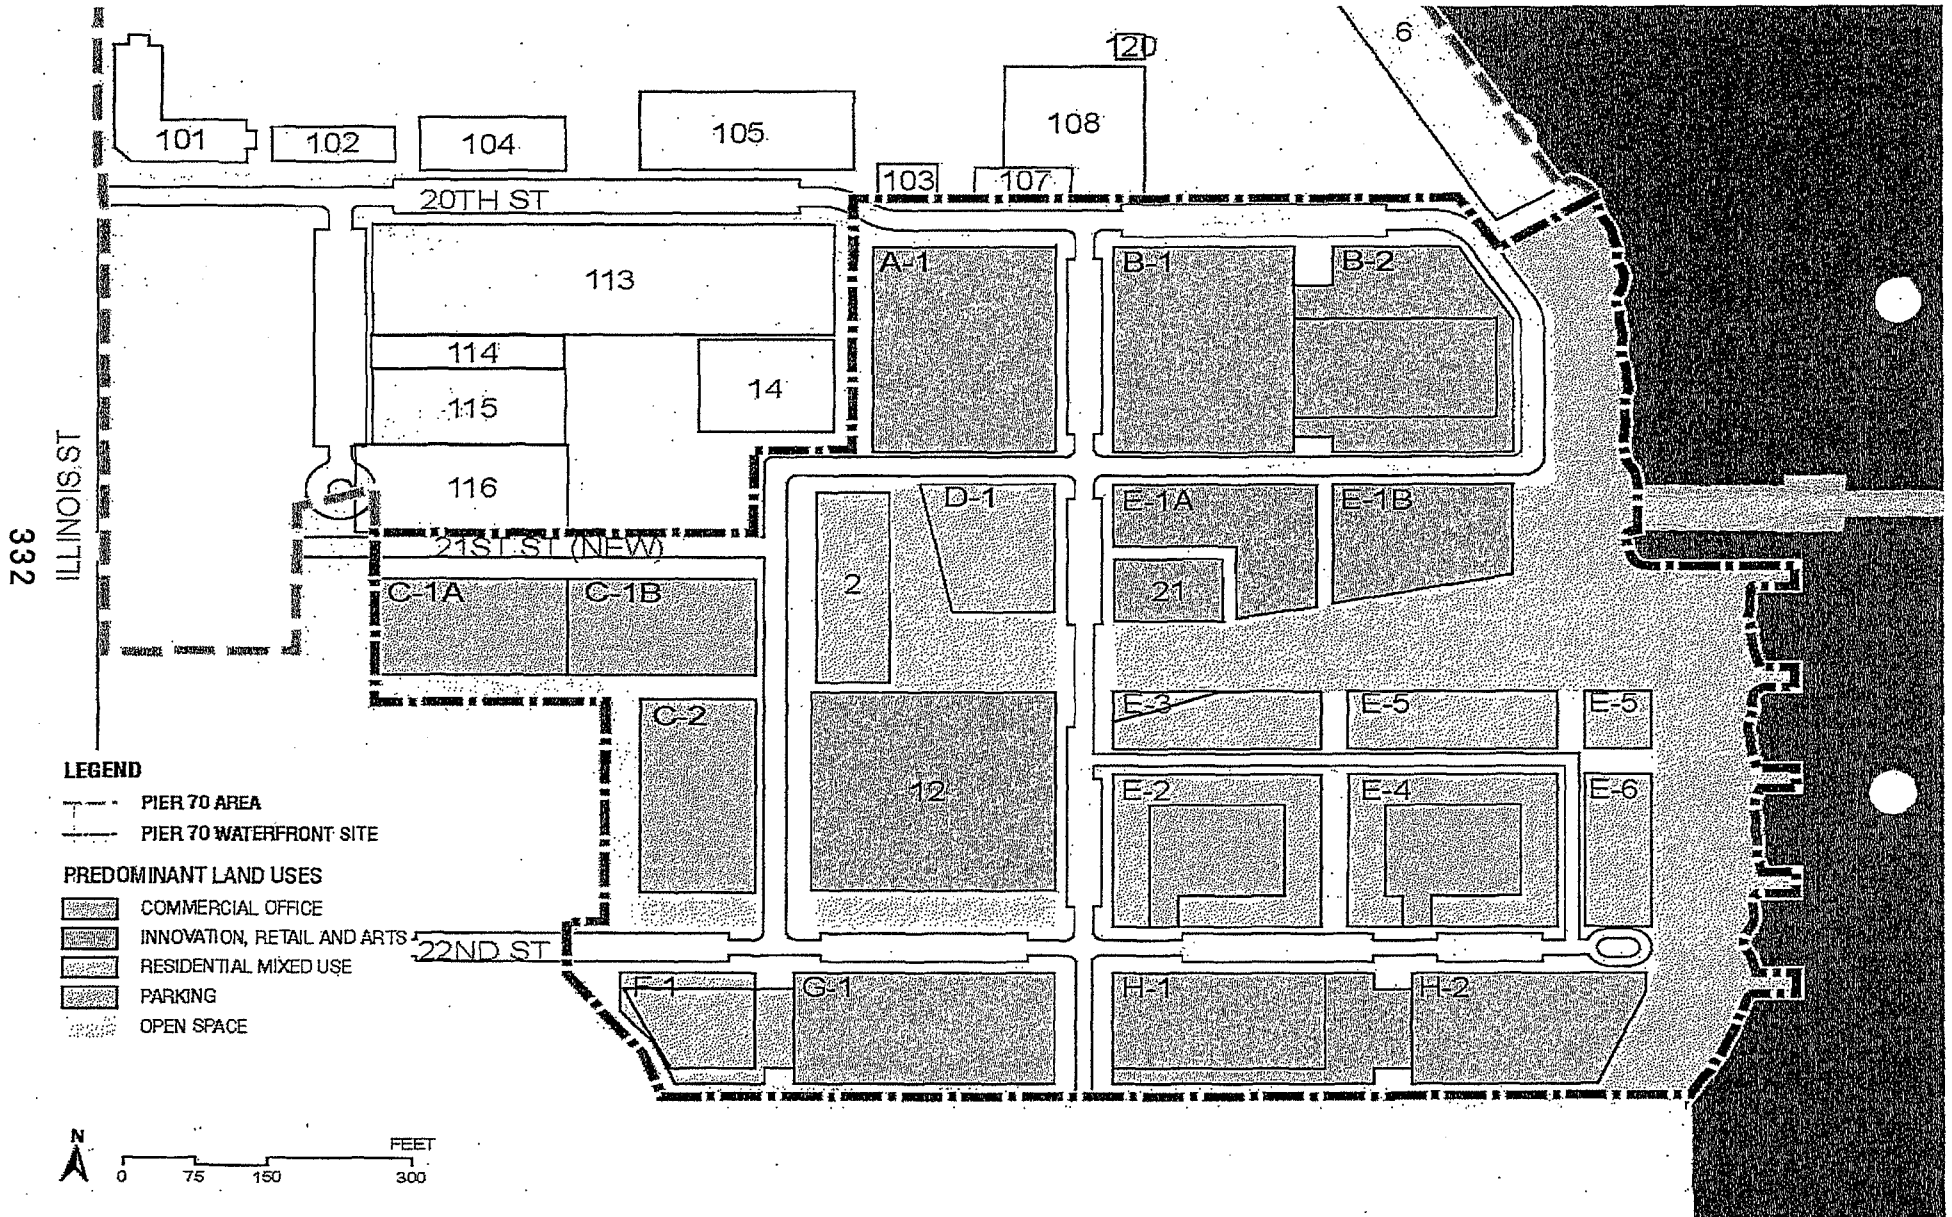 6
120
101
102
104
105
108
103
107
20TH ST
113
A-1
B-1
B-2
114
14
115
116
ILLINOIS ST
332
D-1
E-1A
E-1B
21ST ST (NEW)
2
21
C-1A
C-1B
C-2
E-3
E-5
E-5
12
E-2
E-4
E-6
LEGEND
PIER 70 AREA
PIER 70 WATERFRONT SITE
PREDOMINANT LAND USES
COMMERCIAL OFFICE
INNOVATION, RETAIL AND ARTS
RESIDENTIAL MIXED USE
PARKING
OPEN SPACE
22ND ST
F-1
G-1
H-1
H-2
N
FEET
0
75
150
300